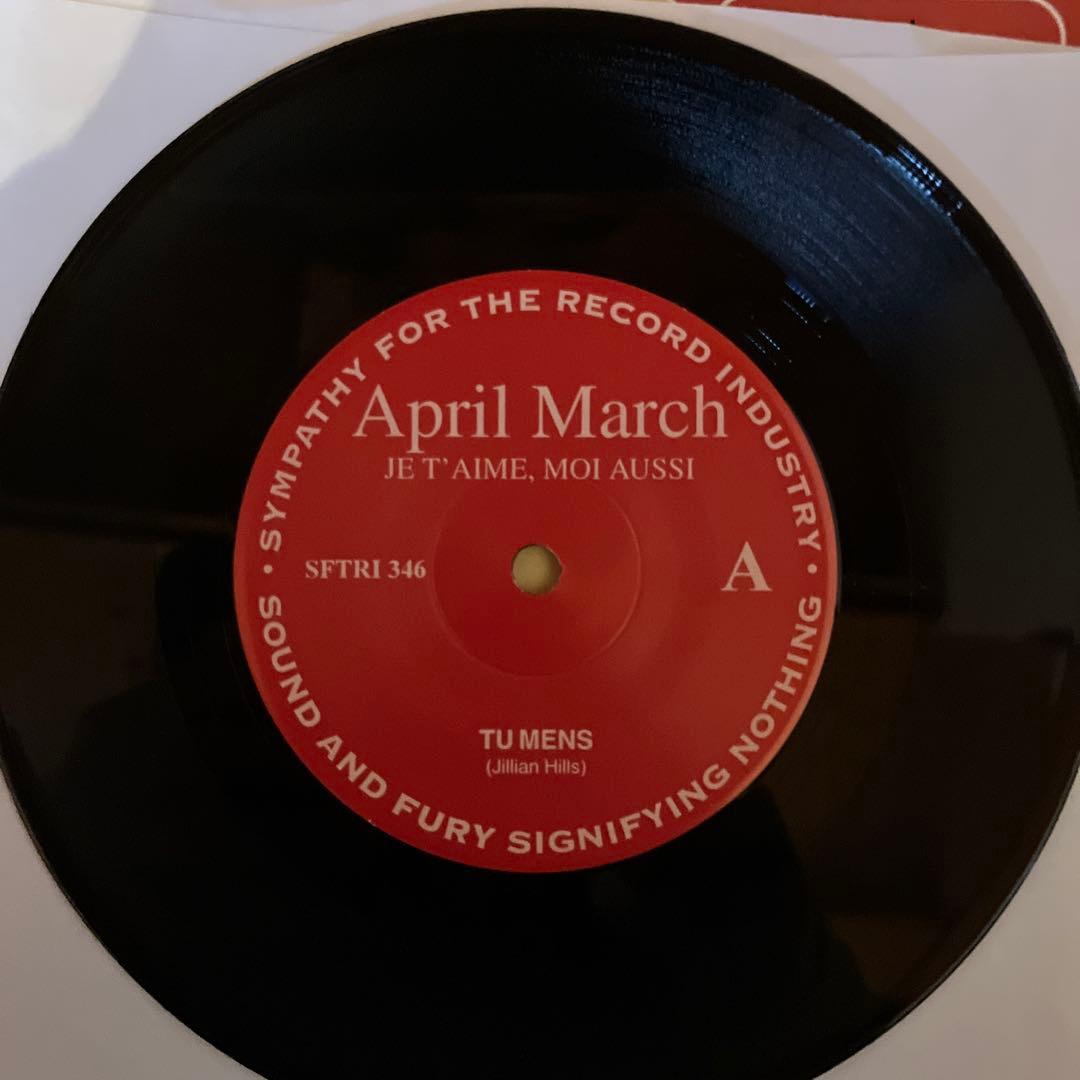 SYMPATHY FOR THE RECORD INDUSTRY
April March
JE T'AIME, MOI AUSSI
SFTRI 346
A
TU MENS
(Jillian Hills)
SOUND AND FURY SIGNIFYING NOTHING